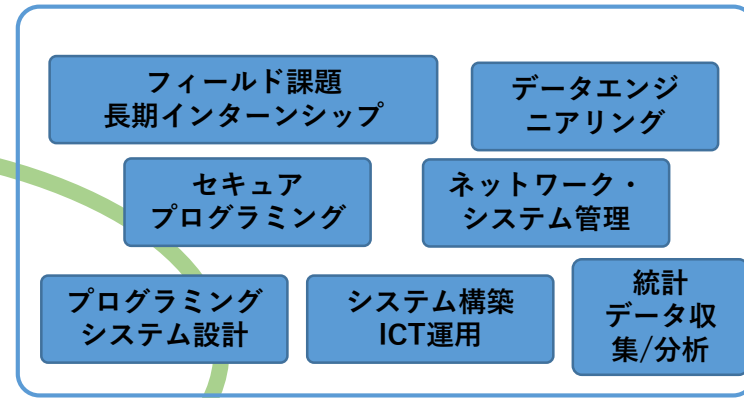 フィールド課題
長期インターンシップ
データエンジ
ニアリング
セキュア
プログラミング
ネットワーク・
システム管理
プログラミング
システム設計
システム構築
ICT運用
統計
データ収
集/分析